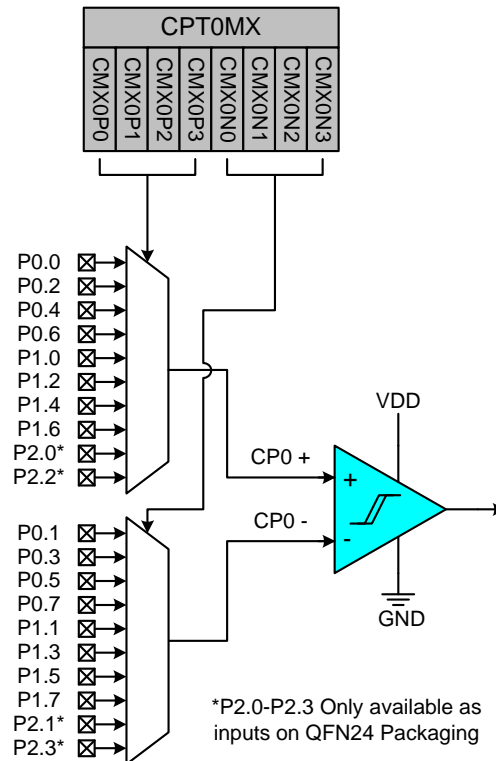 CPT0MX
CMX0P0
CMX0P1
CMX0P2
CMX0P3
CMX0N0
CMX0N1
CMX0N2
CMX0N3
P0.0
P0.2
P0.4
P0.6
P1.0
P1.2
P1.4
P1.6
P2.0*
P2.2*
VDD
CP0 +
+
CP0 -
-
GND
P0.1
P0.3
P0.5
P0.7
P1.1
P1.3
P1.5
P1.7
P2.1*
P2.3*
*P2.0-P2.3 Only available as
inputs on QFN24 Packaging